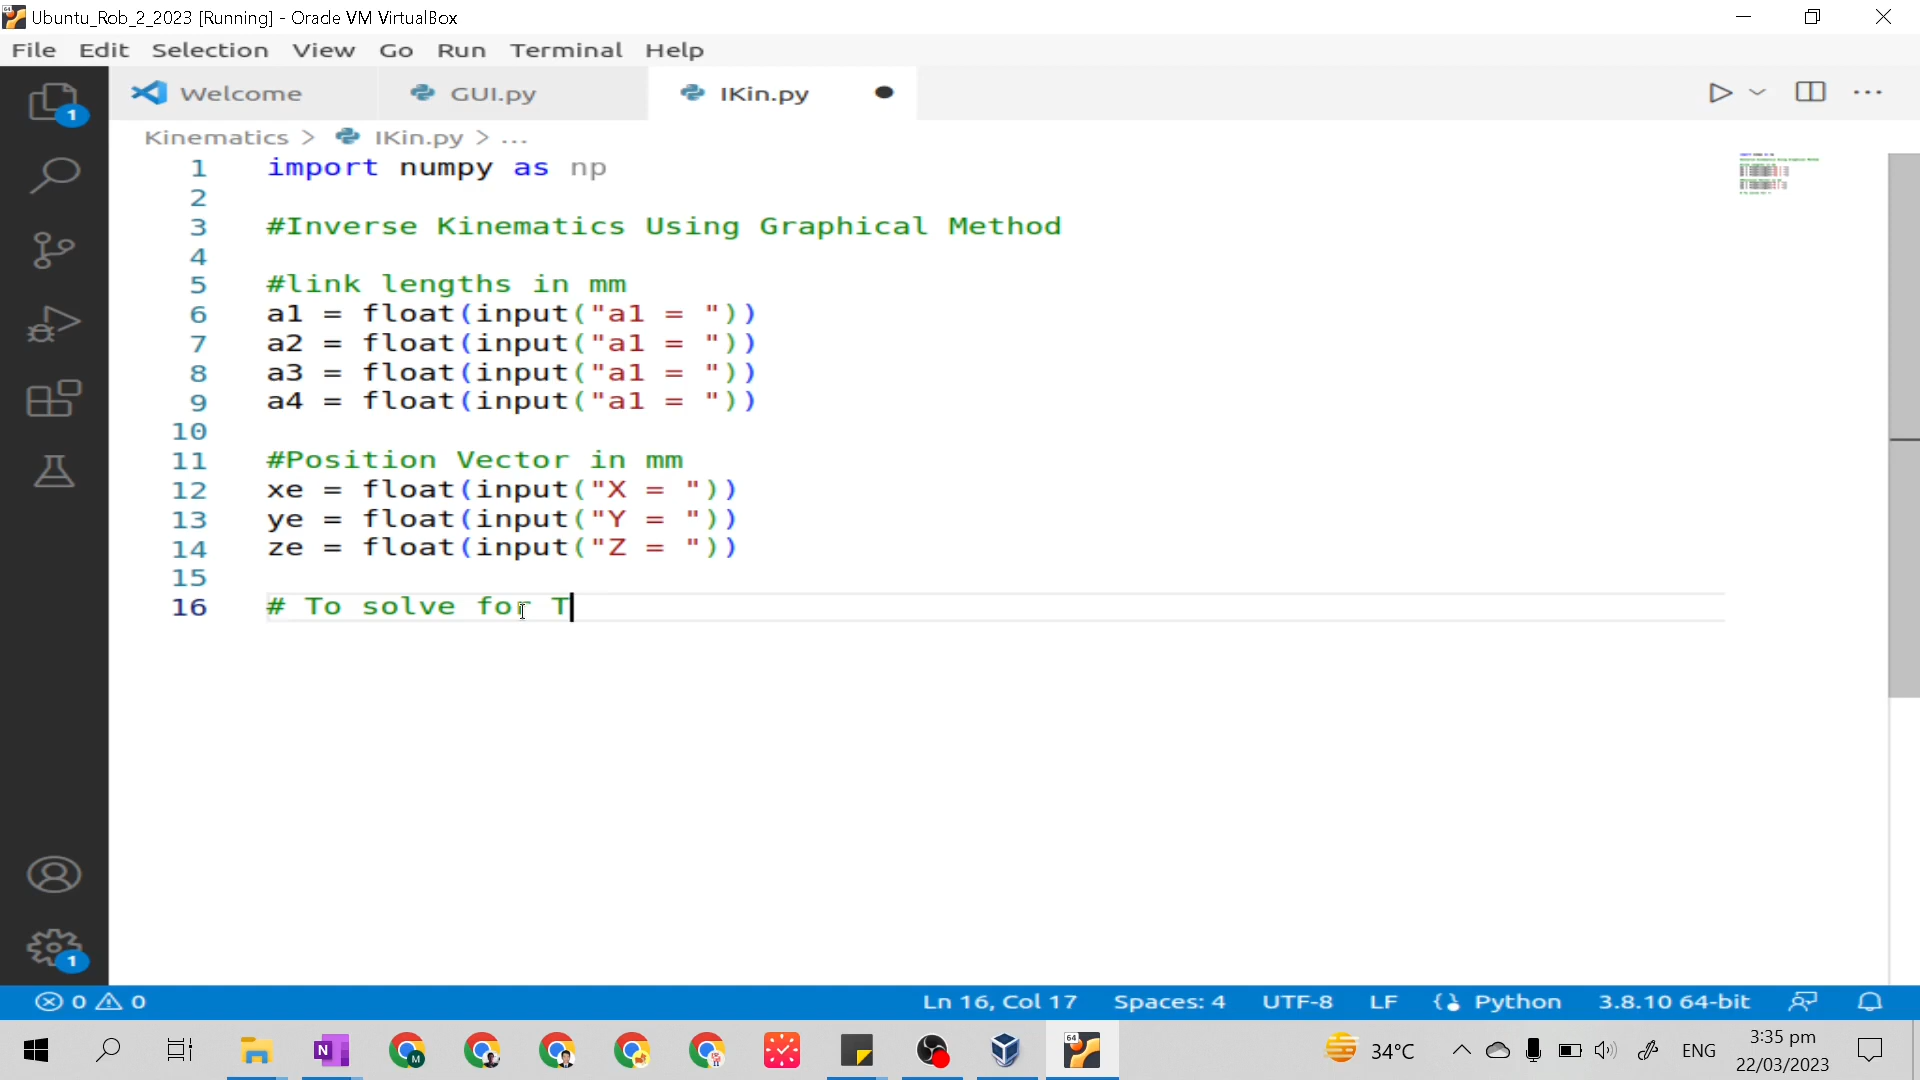 Ubuntu_Rob_2_2023 [Running] - Oracle VM VirtualBox
File Edit Selection View Go Run Terminal Help
1
Welcome
GUI.py
IKin.py
Kinematics > IKin.py > ...
1 import numpy as np
2
3 #Inverse Kinematics Using Graphical Method
4
5 #link lengths in mm
6 a1 = float(input("a1 = "))
7 a2 = float(input("a1 = "))
8 a3 = float(input("a1 = "))
9 a4 = float(input("a1 = "))
10
11 #Position Vector in mm
12 xe = float(input("X = "))
13 ye = float(input("Y = "))
14 ze = float(input("Z = "))
15
16 # To solve for T
1
0 0 Ln 16, Col 17 Spaces: 4 UTF-8 LF Python 3.8.10 64-bit
N M 64 34°C ENG 3:35 pm
22/03/2023